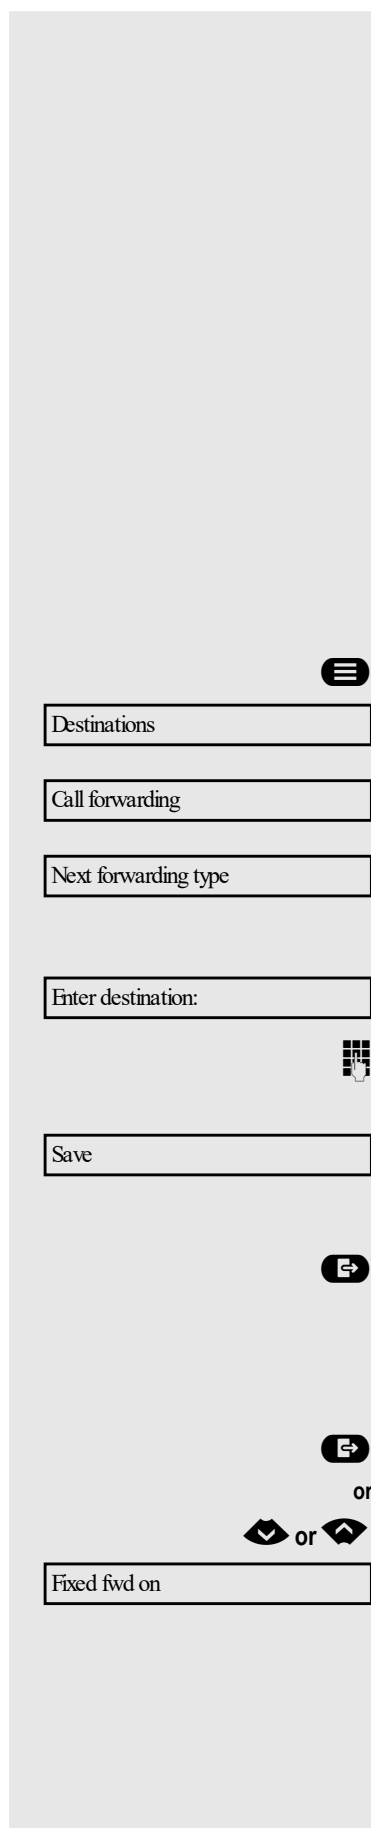 Destinations
Call forwarding
Next forwarding type
Enter destination:
Save
or
or
Fixed fwd on